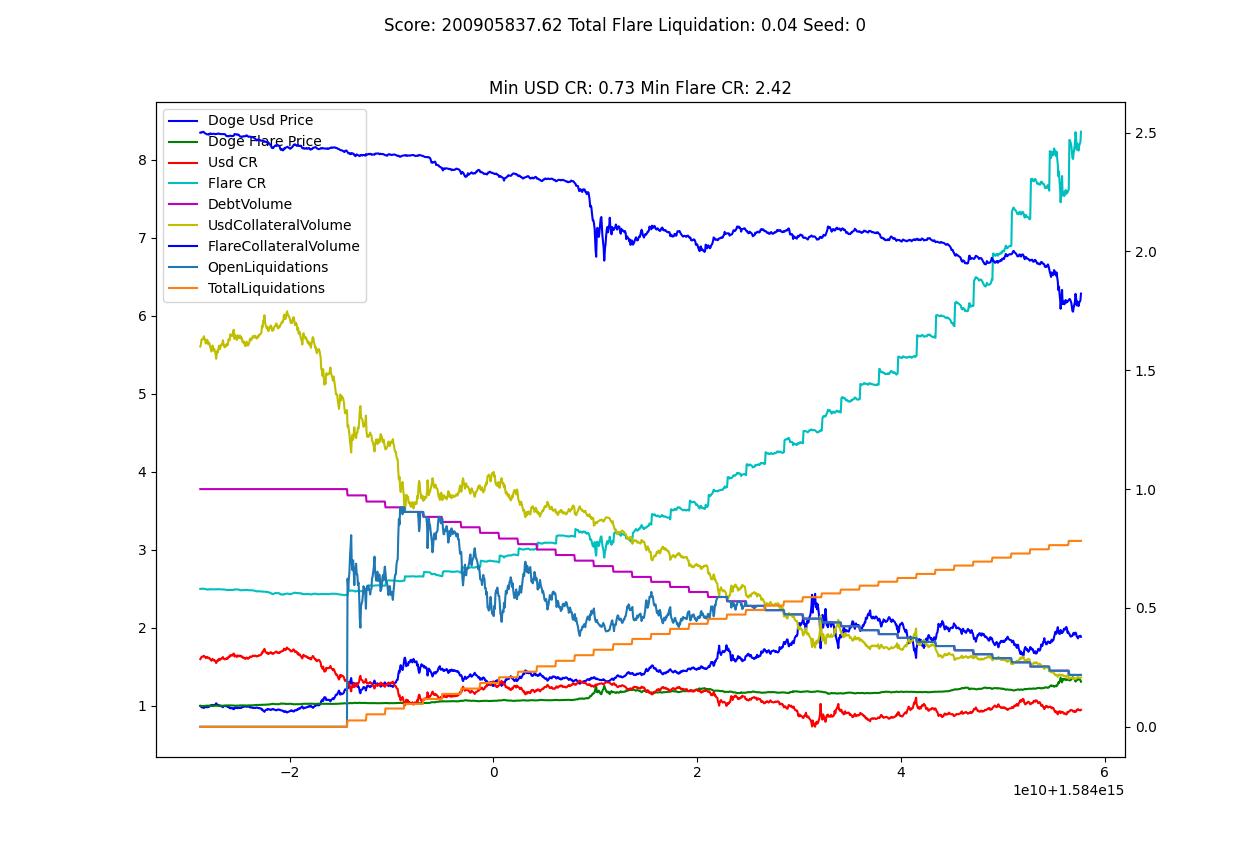 Score: 200905837.62 Total Flare Liquidation: 0.04 Seed: 0
Min USD CR: 0.73 Min Flare CR: 2.42
Doge Usd Price
Doge Flare Price
Usd CR
Flare CR
DebtVolume
UsdCollateralVolume
FlareCollateralVolume
OpenLiquidations
TotalLiquidations
8
7
6
5
4
3
2
1
2.5
2.0
1.5
1.0
0.5
0.0
−2
0
2
4
6
1e10+1.584e15